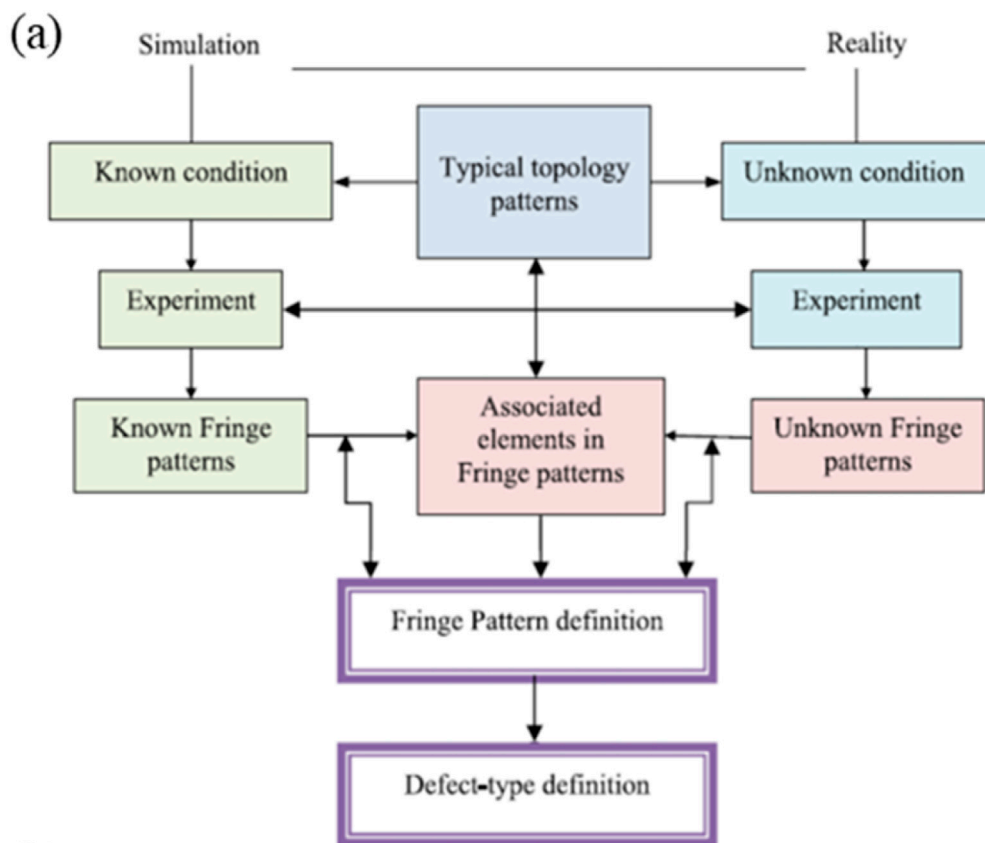 (a)
Simulation
Reality
Known condition
Typical topology
patterns
Unknown condition
Experiment
Experiment
Known Fringe
patterns
Associated
elements in
Fringe patterns
Unknown Fringe
patterns
Fringe Pattern definition
Defect-type definition